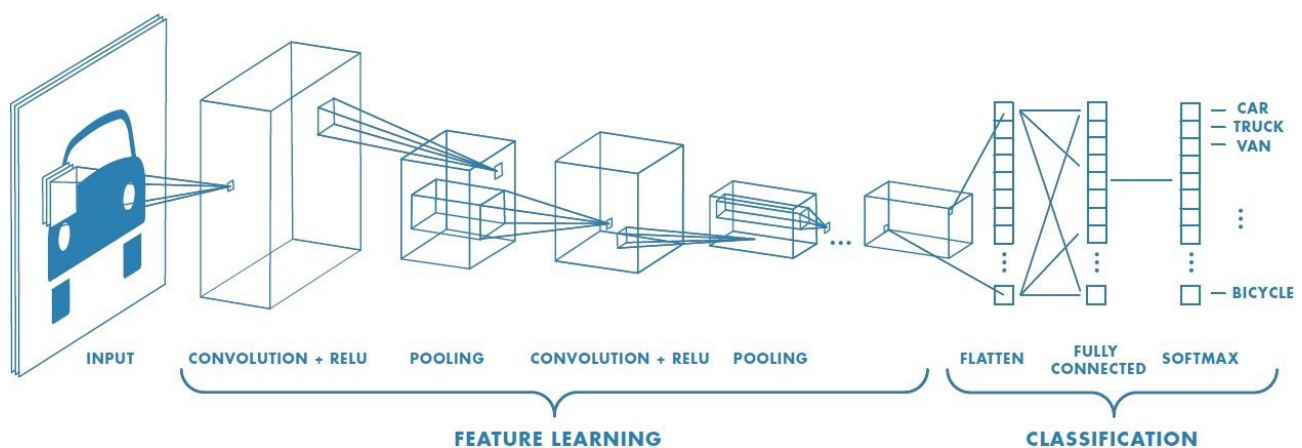 CAR
TRUCK
VAN
BICYCLE
INPUT
CONVOLUTION + RELU
POOLING
CONVOLUTION + RELU
POOLING
FLATTEN
FULLY
CONNECTED
SOFTMAX
FEATURE LEARNING
CLASSIFICATION